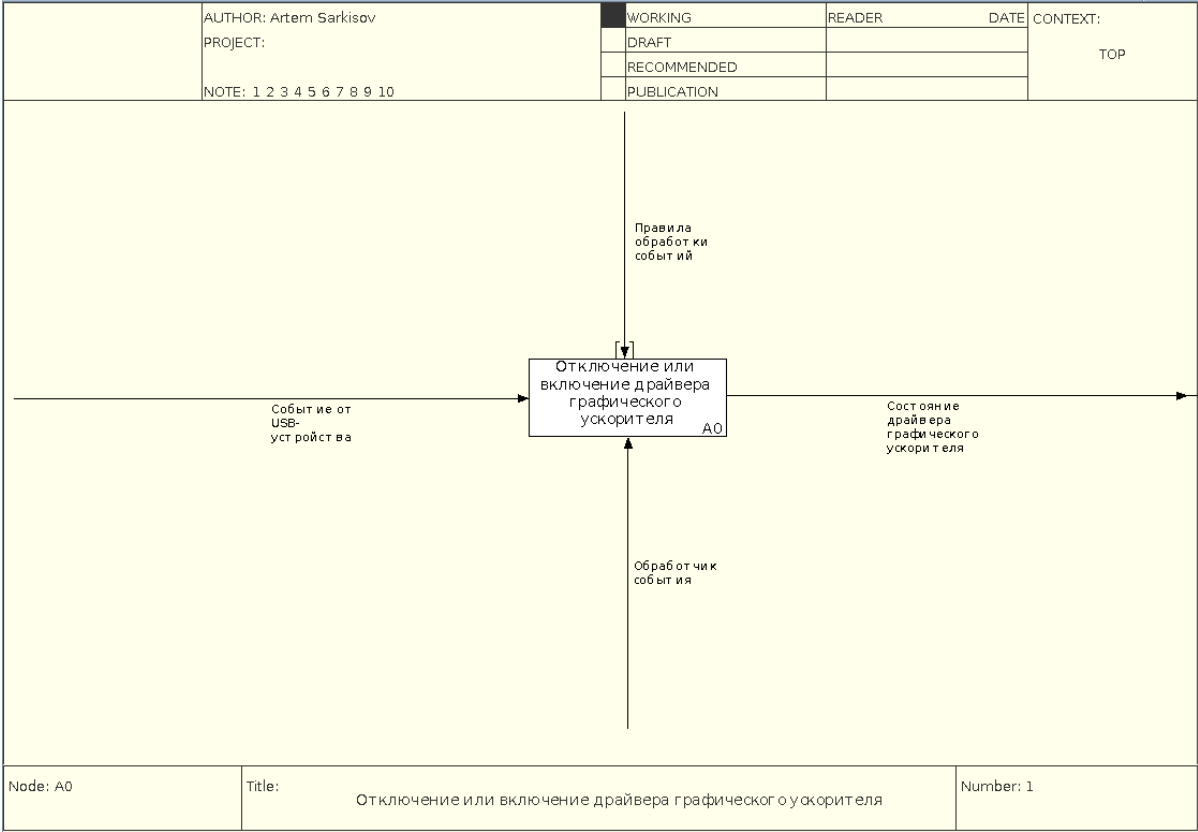 AUTHOR: Artem Sarkisov
PROJECT:
NOTE: 1 2 3 4 5 6 7 8 9 10
WORKING
DRAFT
RECOMMENDED
PUBLICATION
READER DATE
CONTEXT:
TOP
Правила
обработки
событий
Отключение или
включение драйвера
графического
ускорителя
A0
Событие от
USB-
устройства
Состояние
драйвера
графического
ускорителя
Обработчик
события
Node: A0
Title:
Отключение или включение драйвера графического ускорителя
Number: 1